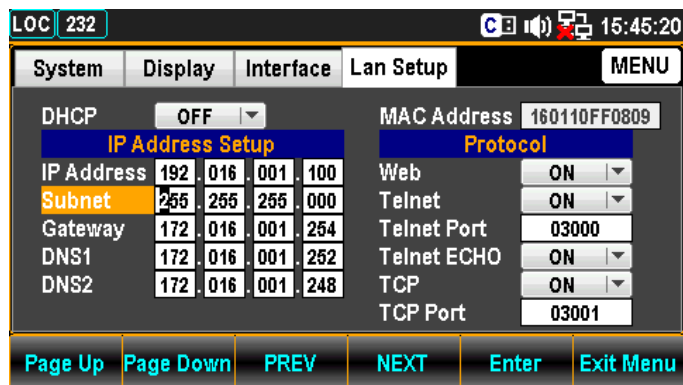 LOC 232 C 15:45:20
System Display Interface Lan Setup MENU
DHCP OFF MAC Address 160110FF0809
IP Address Setup Protocol
IP Address 192 . 016 . 001 . 100 Web ON
Subnet 255 . 255 . 255 . 000 Telnet ON
Gateway 172 . 016 . 001 . 254 Telnet Port 03000
DNS1 172 . 016 . 001 . 252 Telnet ECHO ON
DNS2 172 . 016 . 001 . 248 TCP ON
TCP Port 03001
Page Up Page Down PREV NEXT Enter Exit Menu